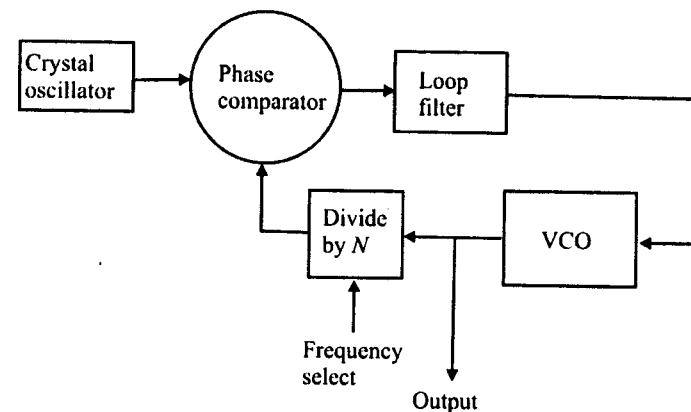 Crystal
oscillator
Phase
comparator
Loop
filter
Divide
by N
VCO
Frequency
select
Output